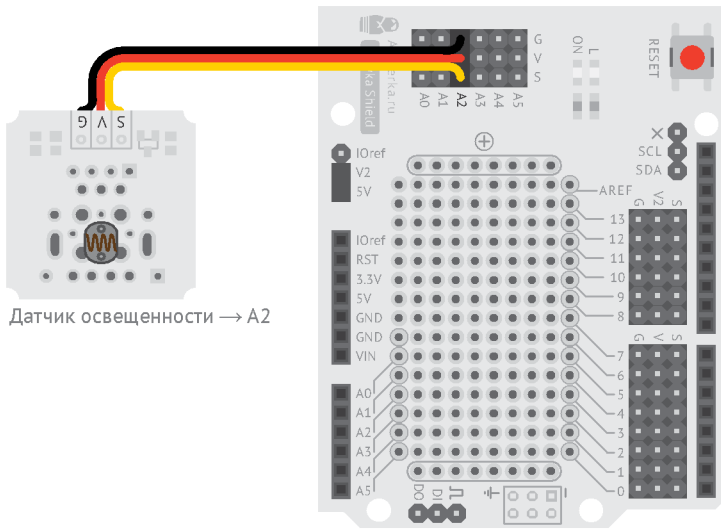 G V S
Датчик освещенности → A2
G
V
S
A0 A1 A2 A3 A4 A5
ON L
RESET
IOref
V2
5V
SCL
SDA
AREF
G V2 S
13
12
11
10
9
8
IOref
RST
3.3V
5V
GND
GND
VIN
G V S
7
6
5
4
3
2
1
0
A0
A1
A2
A3
A4
A5
DO DI